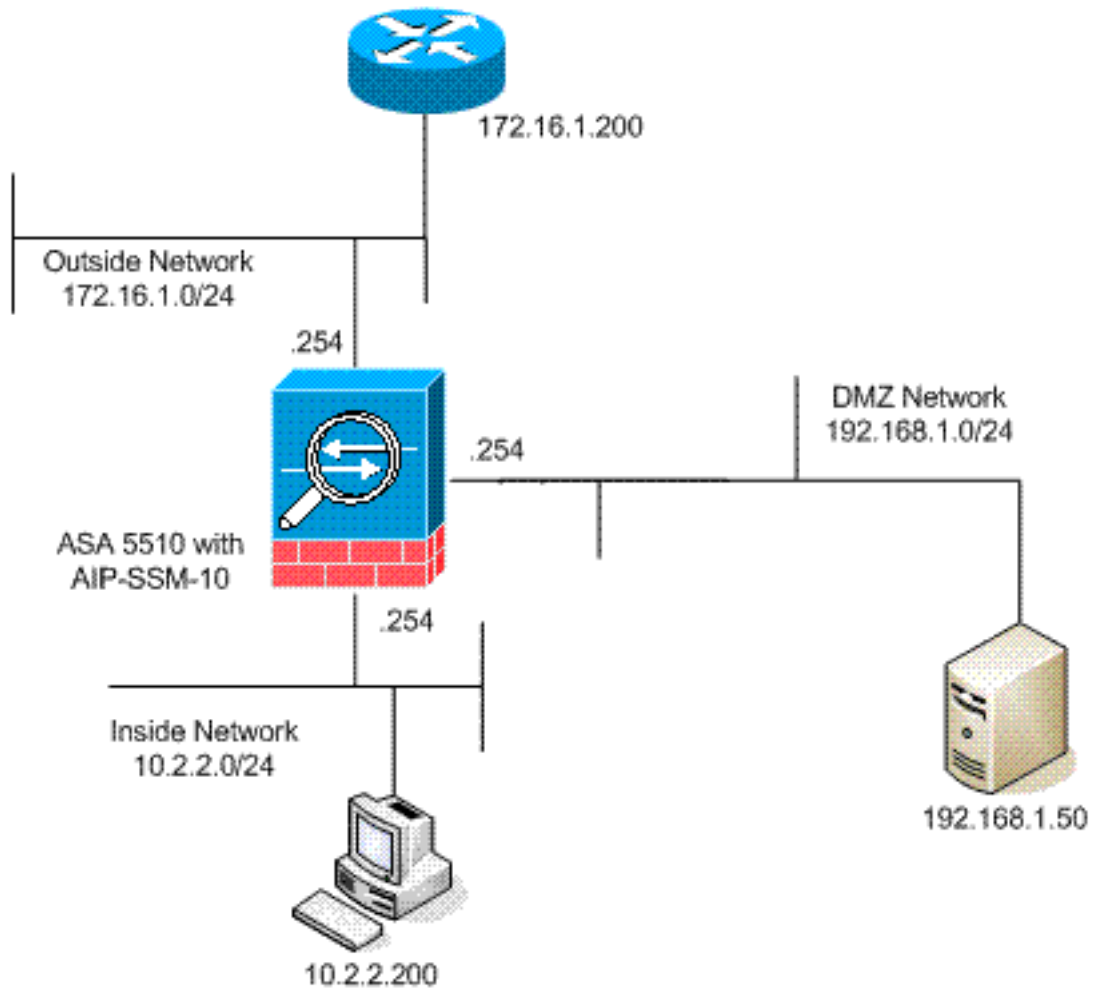 172.16.1.200
Outside Network
172.16.1.0/24
.254
DMZ Network
192.168.1.0/24
.254
ASA 5510 with
AIP-SSM-10
.254
Inside Network
10.2.2.0/24
192.168.1.50
10.2.2.200